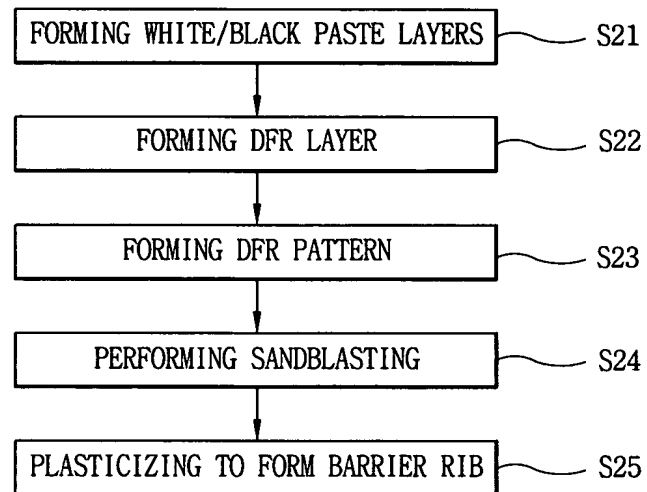 FORMING WHITE/BLACK PASTE LAYERS S21
FORMING DFR LAYER S22
FORMING DFR PATTERN S23
PERFORMING SANDBLASTING S24
PLASTICIZING TO FORM BARRIER RIB S25